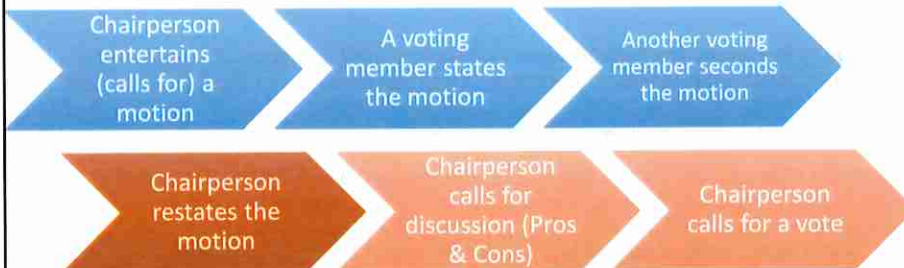 Chairperson
entertains
(calls for) a
motion
A voting
member states
the motion
Another voting
member seconds
the motion
Chairperson
restates the
motion
Chairperson
calls for
discussion (Pros
& Cons)
Chairperson
calls for a vote